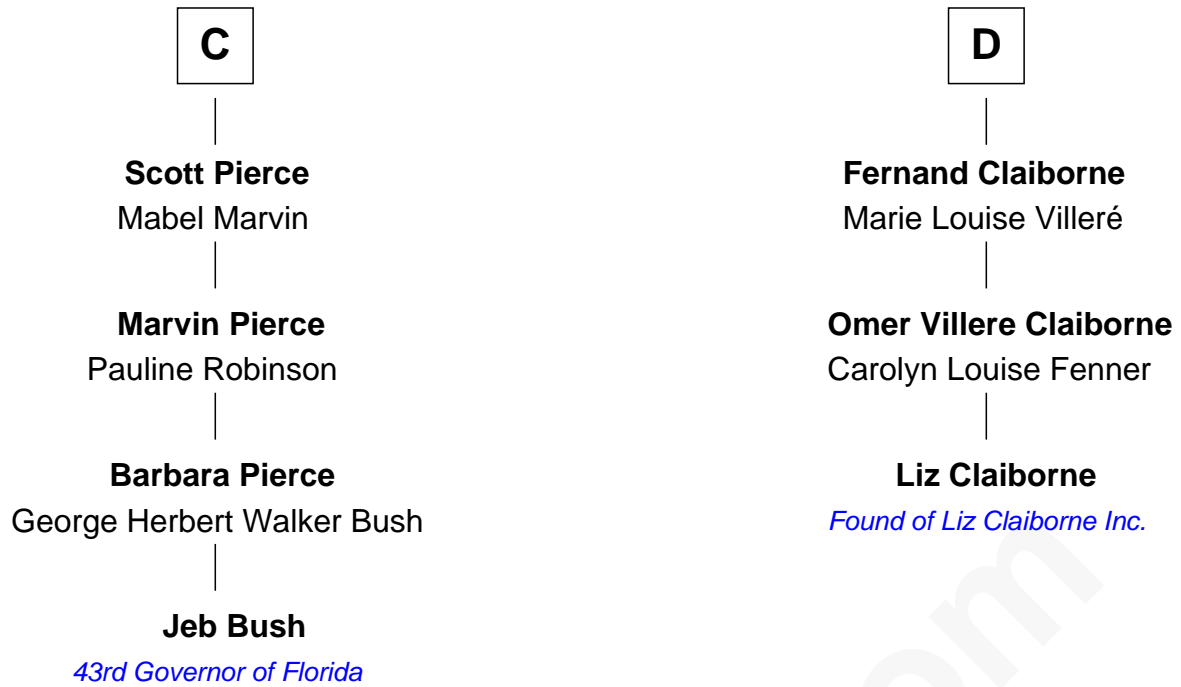 C
Scott Pierce
Mabel Marvin
Marvin Pierce
Pauline Robinson
Barbara Pierce
George Herbert Walker Bush
Jeb Bush
43rd Governor of Florida
D
Fernand Claiborne
Marie Louise Villeré
Omer Villere Claiborne
Carolyn Louise Fenner
Liz Claiborne
Found of Liz Claiborne Inc.
om